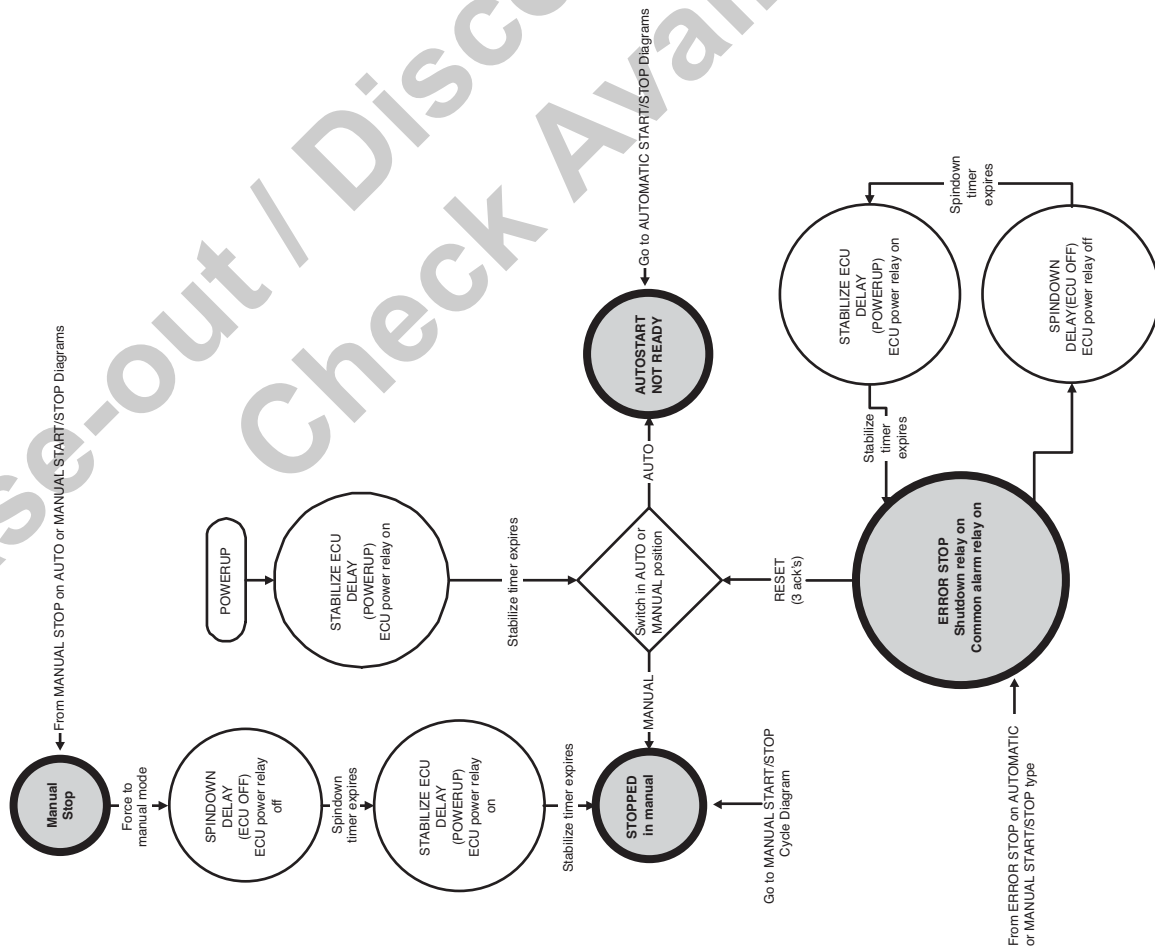 From MANUAL STOP on AUTO or MANUAL START/STOP Diagrams
Manual
Stop
Force to
manual mode
SPINDOWN
DELAY
(ECU OFF)
ECU power relay
off
Spindown
timer expires
STABILIZE ECU
DELAY
(POWERUP)
ECU power relay
on
Stabilize timer expires
STOPPED
in manual
Go to MANUAL START/STOP
Cycle Diagram
POWERUP
STABILIZE ECU
DELAY
(POWERUP)
ECU power relay on
Stabilize timer expires
Switch in AUTO or
MANUAL position
MANUAL
AUTO
AUTOSTART
NOT READY
Go to AUTOMATIC START/STOP Diagrams
RESET
(3 ack's)
ERROR STOP
Shutdown relay on
Common alarm relay on
From ERROR STOP on AUTOMATIC
or MANUAL START/STOP type
Stabilize
timer
expires
STABILIZE ECU
DELAY
(POWERUP)
ECU power relay on
Spindown
timer
expires
SPINDOWN
DELAY(ECU OFF)
ECU power relay off
se-out / Disco
Check Avai